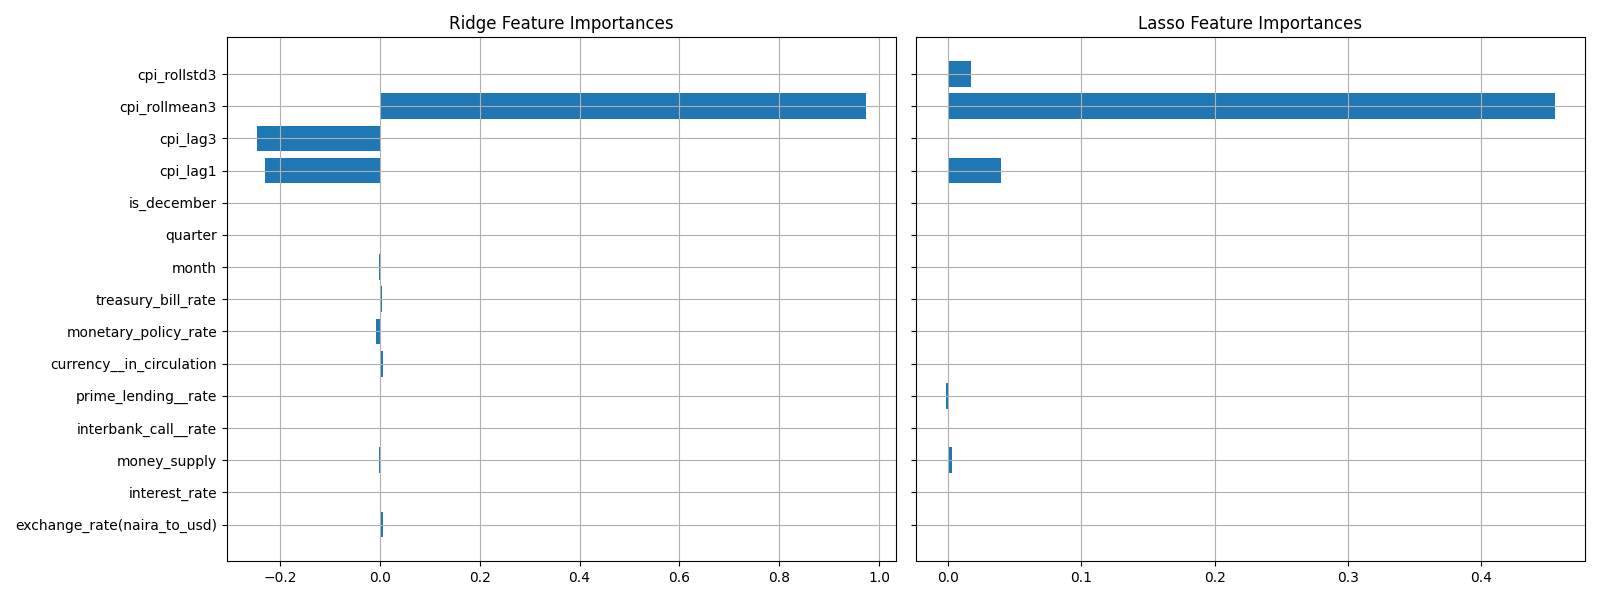 Ridge Feature Importances
Lasso Feature Importances
cpi_rollstd3
cpi_rollmean3
cpi_lag3
cpi_lag1
is_december
quarter
month
treasury_bill_rate
monetary_policy_rate
currency__in_circulation
prime_lending__rate
interbank_call__rate
money_supply
interest_rate
exchange_rate(naira_to_usd)
−0.2 0.0 0.2 0.4 0.6 0.8 1.0
0.0 0.1 0.2 0.3 0.4